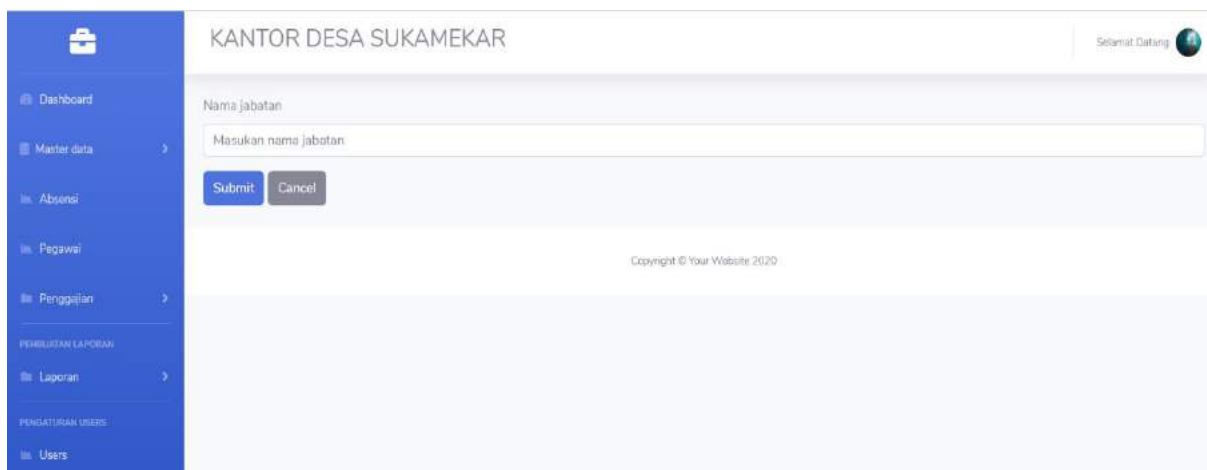 KANTOR DESA SUKAMEKAR
Selamat Datang
Dashboard
Master data
Absensi
Pegawai
Penggajian
PEMBUATAN LAPORAN
Laporan
PENGATURAN USERS
Users
Nama jabatan
Masukan nama jabatan
Submit
Cancel
Copyright © Your Website 2020